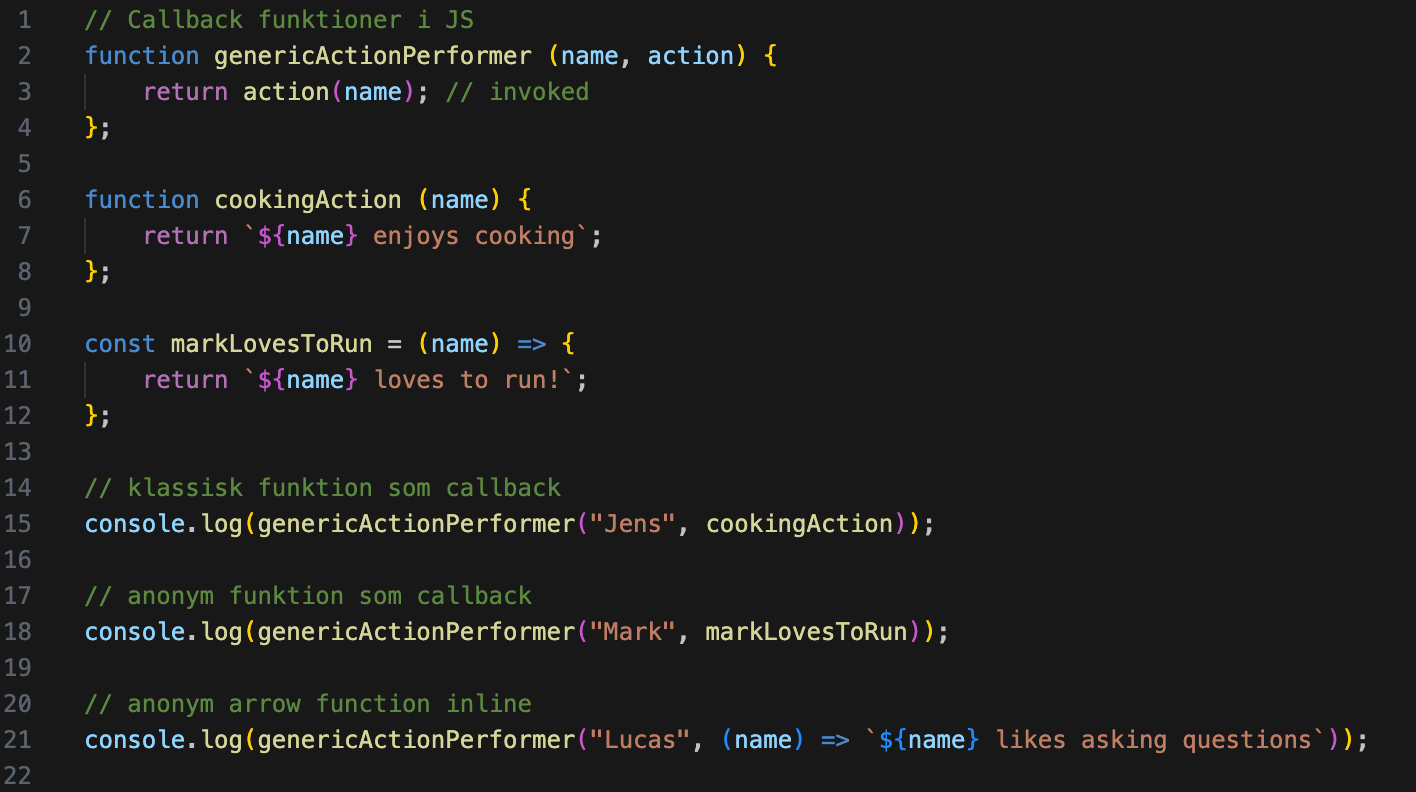 1 // Callback funktioner i JS
2 function genericActionPerformer (name, action) {
3     return action(name); // invoked
4 };
5
6 function cookingAction (name) {
7     return `${name} enjoys cooking`;
8 };
9
10 const markLovesToRun = (name) => {
11     return `${name} loves to run!`;
12 };
13
14 // klassisk funktion som callback
15 console.log(genericActionPerformer("Jens", cookingAction));
16
17 // anonym funktion som callback
18 console.log(genericActionPerformer("Mark", markLovesToRun));
19
20 // anonym arrow function inline
21 console.log(genericActionPerformer("Lucas", (name) => `${name} likes asking questions`));
22